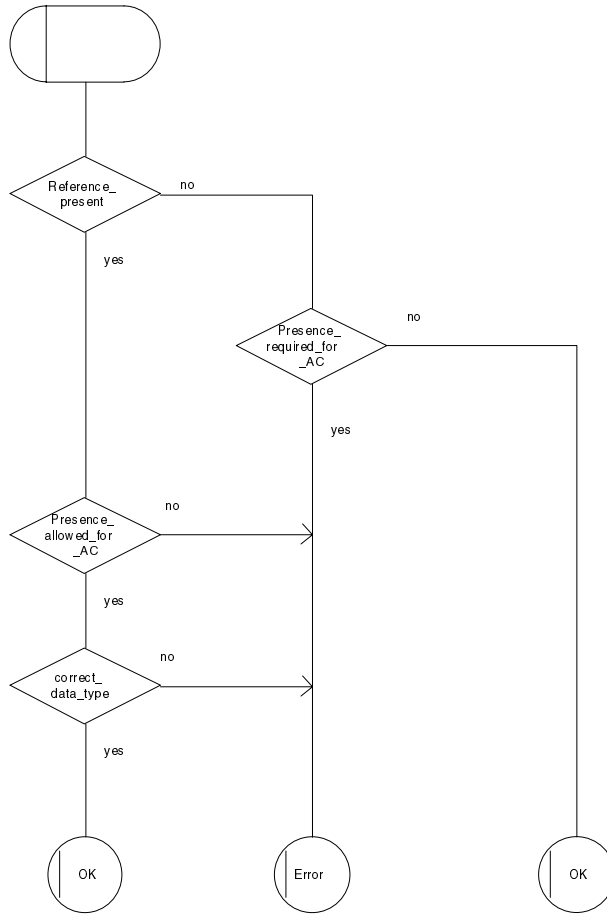 Reference_
present
no
yes
Presence_
required_for
_AC
no
yes
Presence_
allowed_for
_AC
no
yes
correct_
data_type
no
yes
OK
Error
OK